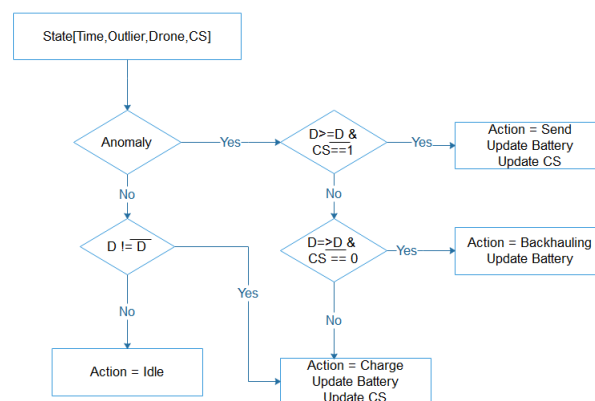 State[Time,Outlier,Drone,CS]
Anomaly
Yes
D>=D &
CS==1
Yes
Action = Send
Update Battery
Update CS
No
No
D != D
D=>D &
CS == 0
Yes
Action = Backhauling
Update Battery
Yes
No
No
Action = Idle
Action = Charge
Update Battery
Update CS